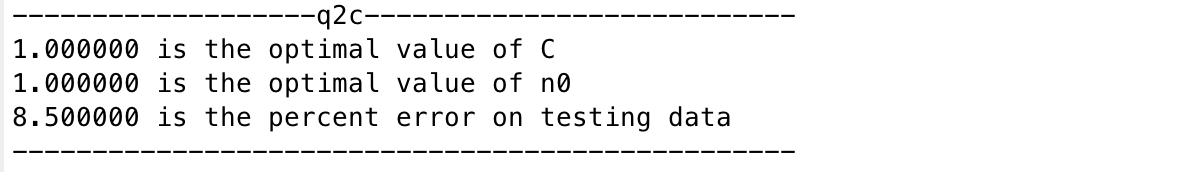 -------------------q2c---------------------------
1.000000 is the optimal value of C
1.000000 is the optimal value of n0
8.500000 is the percent error on testing data
-------------------------------------------------